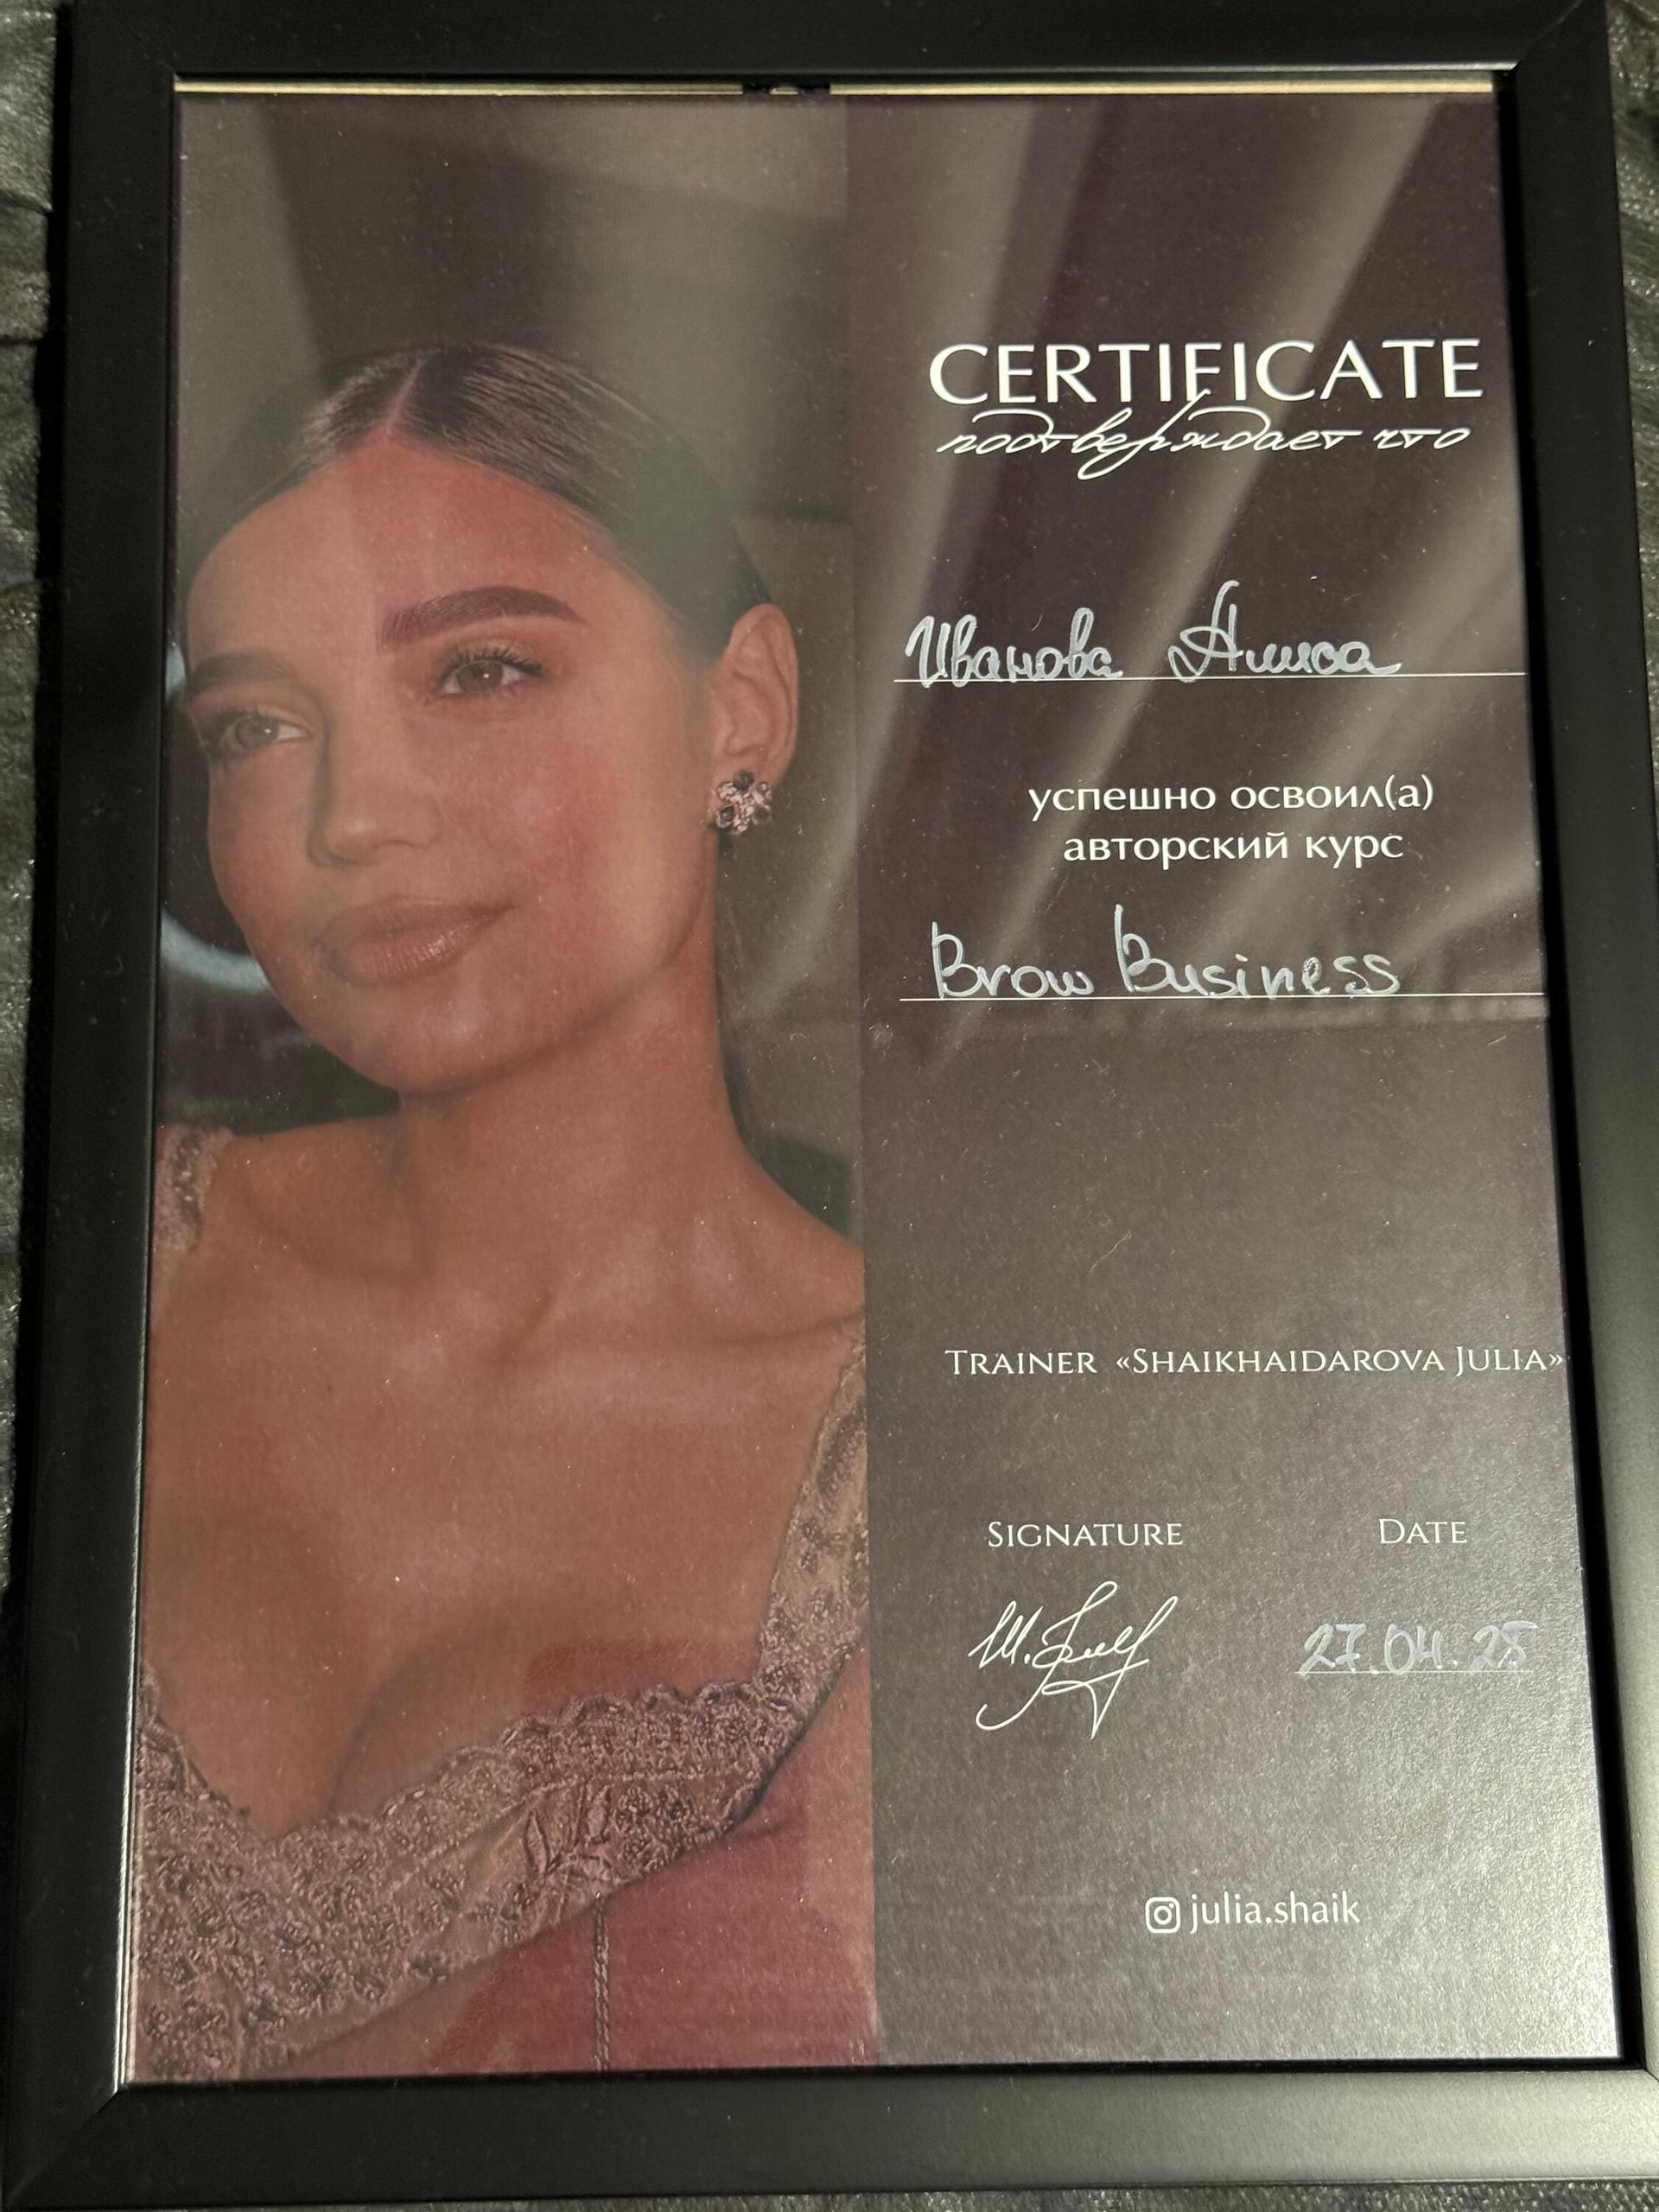 CERTIFICATE
подтверждает что
Иванова Алиса
успешно освоил(а)
авторский курс
Brow Business
TRAINER «SHAIKHAIDAROVA JULIA»
SIGNATURE DATE
27.04.25
julia.shaik